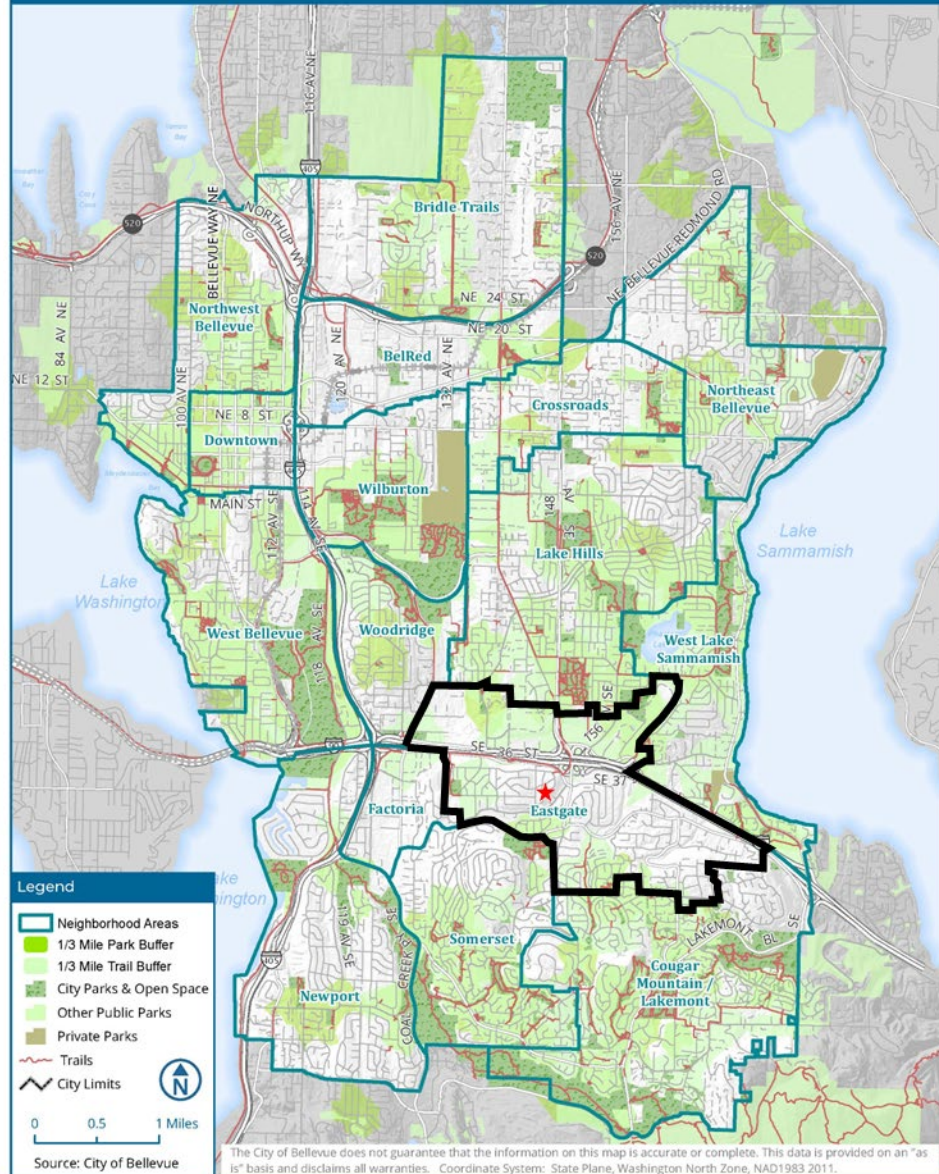 116 AV NE
405
Bridle Trails
BELLEVUE WAY NE
NORTHUP W
520
156 AV NE
520
NE BELLEVUE REDMOND RD
NE 24 ST
NE 20 ST
Northwest
Bellevue
84 AV NE
NE 12 ST
100 AV NE
BelRed
120 AV NE
132 AV NE
Crossroads
Northeast
Bellevue
NE 8 ST
Downtown
MAIN ST
112 AV SE
114 AV SE
Wilburton
148 AV SE
Lake Hills
Lake
Sammamish
Lake
Washington
West Bellevue
118 AV SE
Woodridge
West Lake
Sammamish
156 AV SE
SE 36 ST
SE 37
Factoria
Eastgate
Lake
Washington
119 AV SE
COAL CREEK P SE
Somerset
LAKEMONT BL SE
405
Newport
Cougar
Mountain /
Lakemont
Legend
Neighborhood Areas
1/3 Mile Park Buffer
1/3 Mile Trail Buffer
City Parks & Open Space
Other Public Parks
Private Parks
Trails
City Limits
N
0 0.5 1 Miles
Source: City of Bellevue
The City of Bellevue does not guarantee that the information on this map is accurate or complete. This data is provided on an "as
is" basis and disclaims all warranties. Coordinate System: State Plane, Washington North Zone, NAD1983 2011.